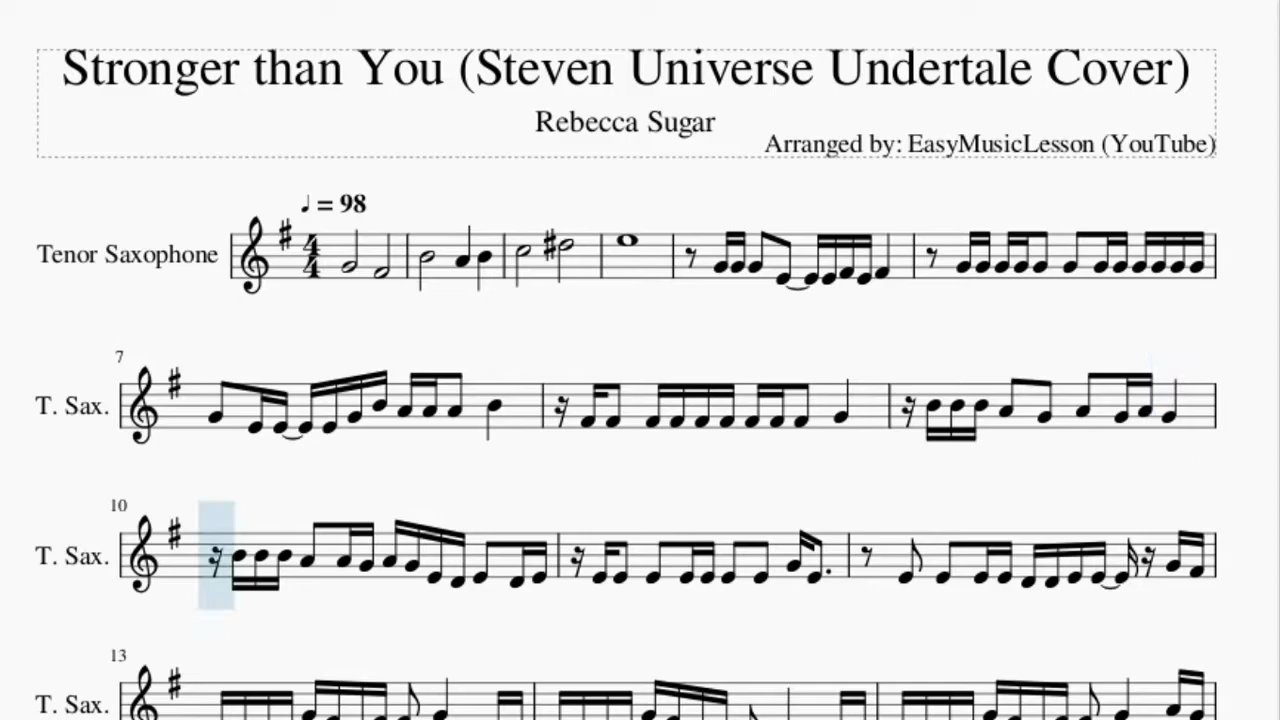 Stronger than You (Steven Universe Undertale Cover)
Rebecca Sugar
Arranged by: EasyMusicLesson (YouTube)
♩ = 98
Tenor Saxophone
4
4
7
T. Sax.
10
T. Sax.
13
T. Sax.